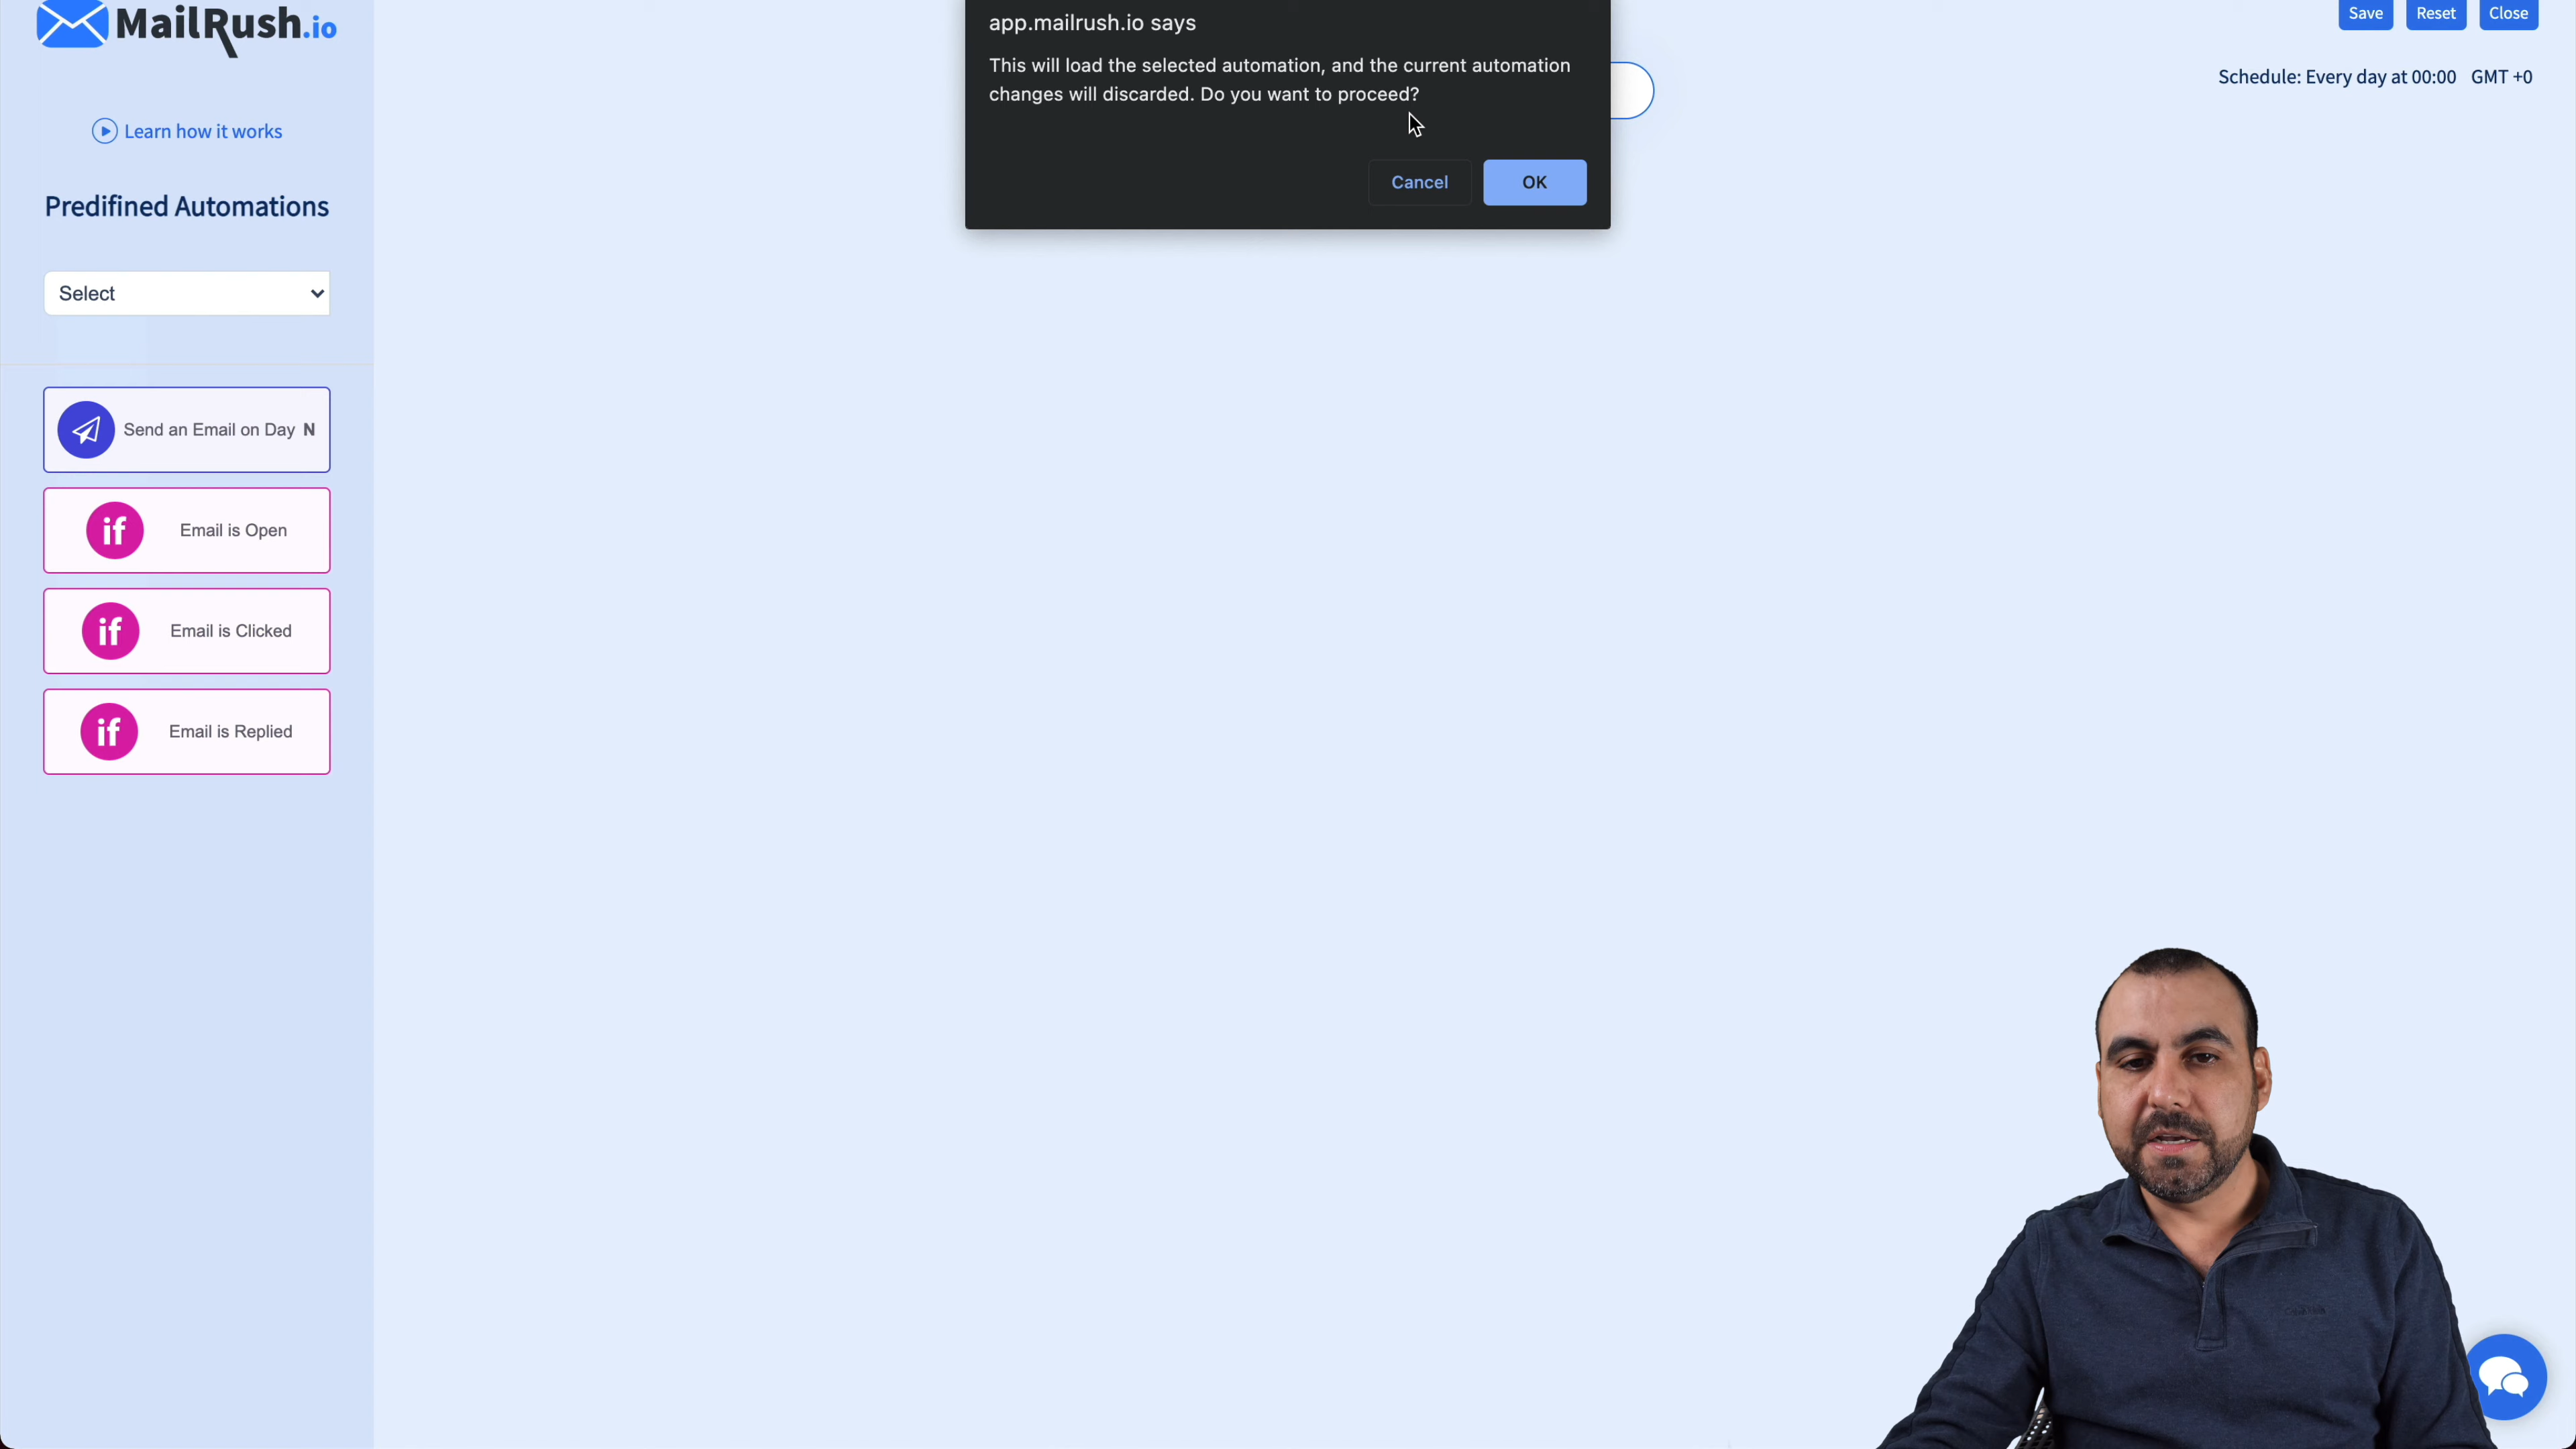 MailRush.io
Learn how it works
Predifined Automations
Select
Send an Email on Day N
if Email is Open
if Email is Clicked
if Email is Replied
app.mailrush.io says
This will load the selected automation, and the current automation
changes will discarded. Do you want to proceed?
Cancel
OK
Save
Reset
Close
Schedule: Every day at 00:00 GMT +0